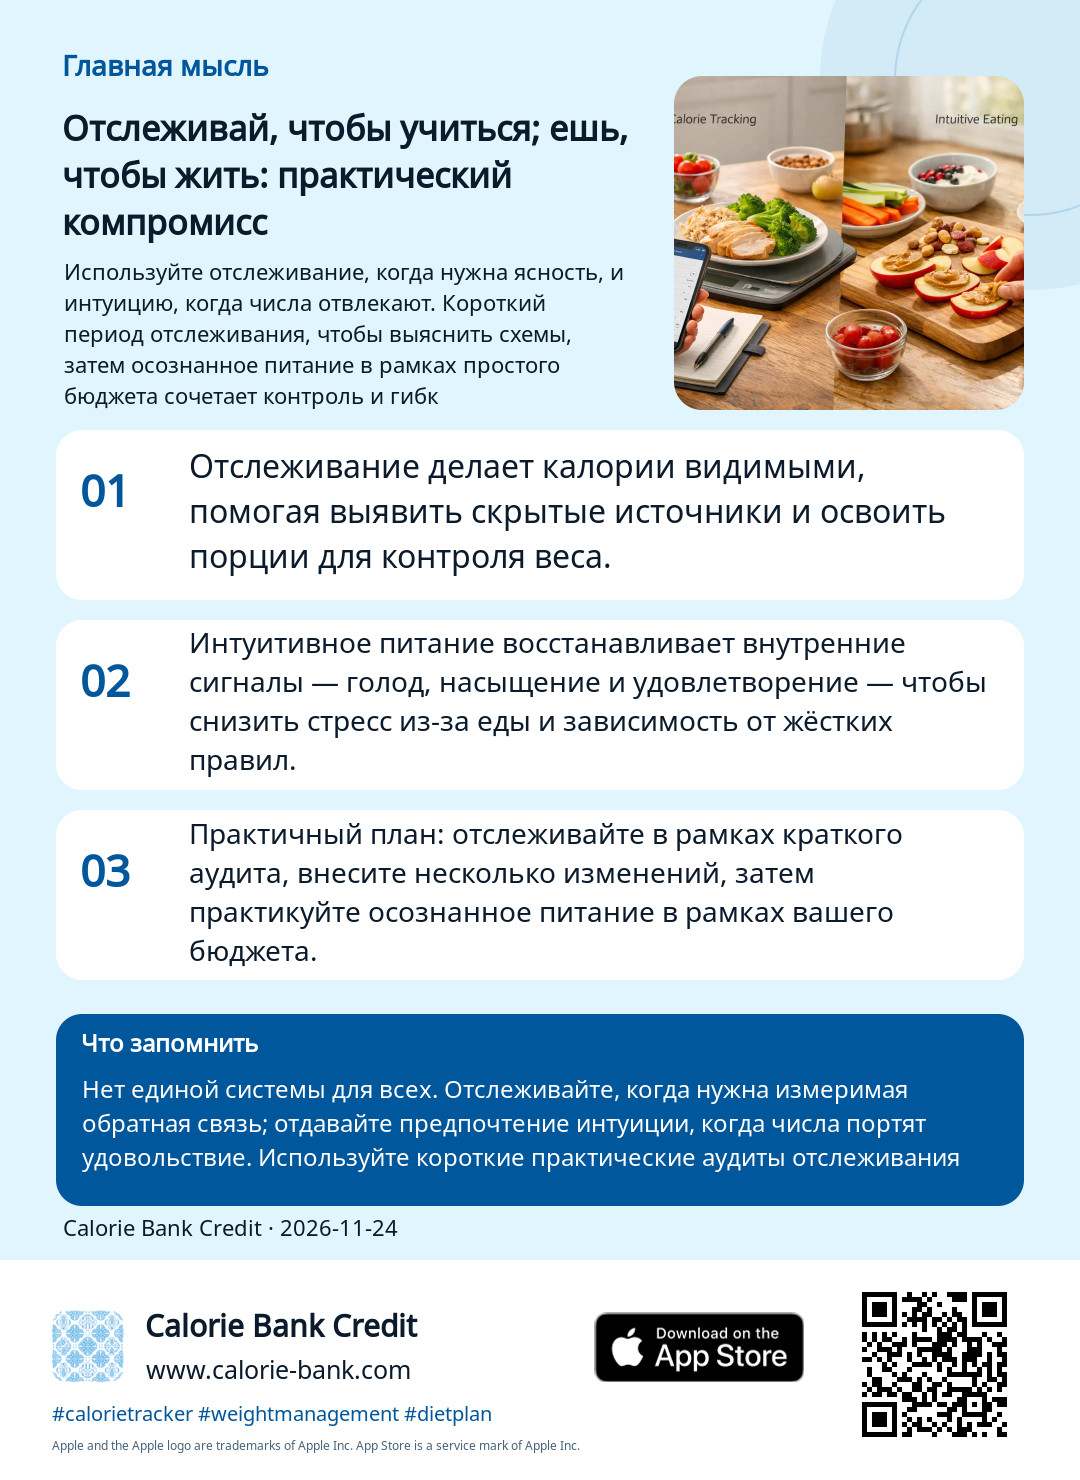 Главная мысль
Отслеживай, чтобы учиться; ешь,
чтобы жить: практический
компромисс
Используйте отслеживание, когда нужна ясность, и
интуицию, когда числа отвлекают. Короткий
период отслеживания, чтобы выяснить схемы,
затем осознанное питание в рамках простого
бюджета сочетает контроль и гибк
Calorie Tracking
Intuitive Eating
01
Отслеживание делает калории видимыми,
помогая выявить скрытые источники и освоить
порции для контроля веса.
02
Интуитивное питание восстанавливает внутренние
сигналы — голод, насыщение и удовлетворение — чтобы
снизить стресс из-за еды и зависимость от жёстких
правил.
03
Практичный план: отслеживайте в рамках краткого
аудита, внесите несколько изменений, затем
практикуйте осознанное питание в рамках вашего
бюджета.
Что запомнить
Нет единой системы для всех. Отслеживайте, когда нужна измеримая
обратная связь; отдавайте предпочтение интуиции, когда числа портят
удовольствие. Используйте короткие практические аудиты отслеживания
Calorie Bank Credit · 2026-11-24
Calorie Bank Credit
www.calorie-bank.com
Download on the
App Store
#calorietracker #weightmanagement #dietplan
Apple and the Apple logo are trademarks of Apple Inc. App Store is a service mark of Apple Inc.